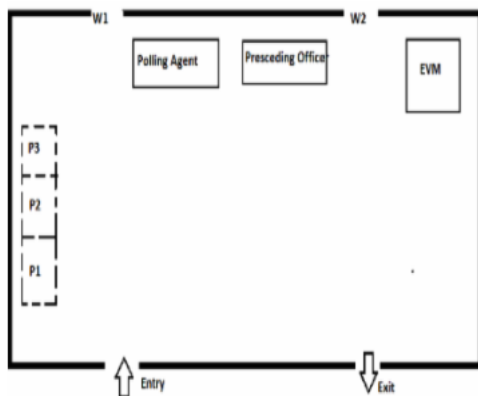 W1
W2
Polling Agent
Presceding Officer
EVM
P3
P2
P1
Entry
Exit